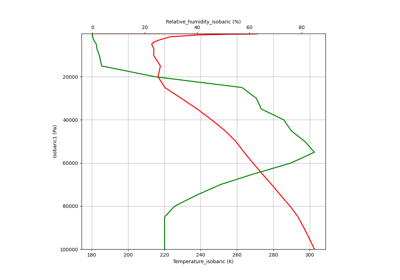 Relative_humidity_isobaric (%)
0 20 40 60 80
20000
40000
60000
80000
100000
isobaric1 (Pa)
180 200 220 240 260 280 300
Temperature_isobaric (K)